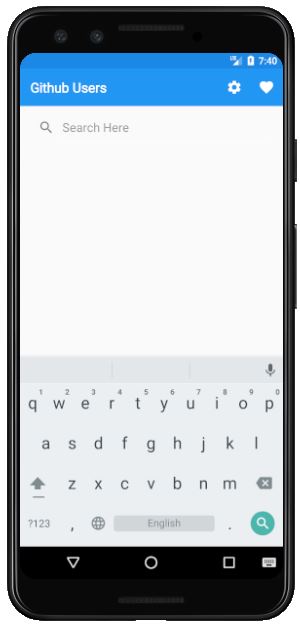 7:40
Github Users
Search Here
1 2 3 4 5 6 7 8 9 0
q w e r t y u i o p
a s d f g h j k l
z x c v b n m
?123 , English .